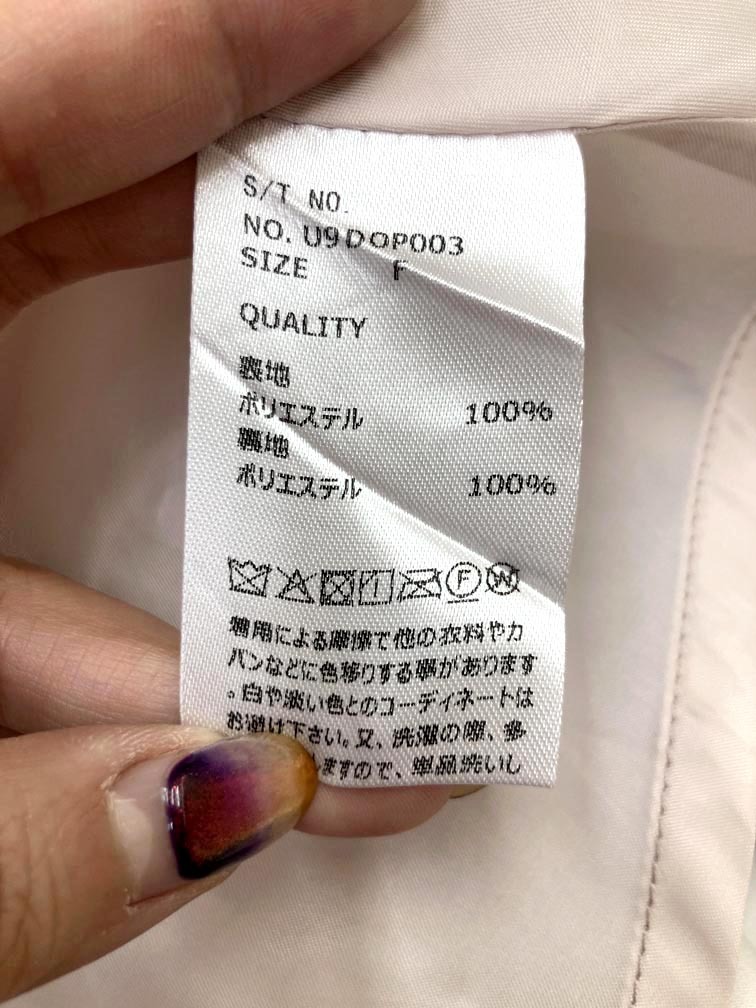 S/T NO.
NO. U9DOP003
SIZE F
QUALITY
表地
ポリエステル 100%
裏地
ポリエステル 100%
F W
着用による摩擦で他の衣料やカ
バンなどに色移りする事があります
。白や淡い色とのコーディネートは
お避け下さい。又、洗濯の際、多
ますので、単品洗いし